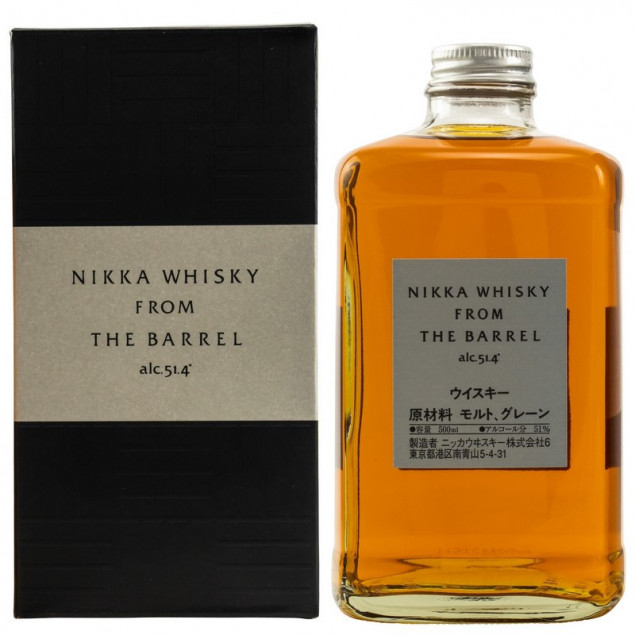 NIKKA WHISKY
FROM
THE BARREL
alc.51.4°
NIKKA WHISKY
FROM
THE BARREL
alc.51.4°
ウイスキー
原材料 モルト、グレーン
●容量 500ml ●アルコール分 51%
製造者 ニッカウヰスキー株式会社6
東京都港区南青山5-4-31